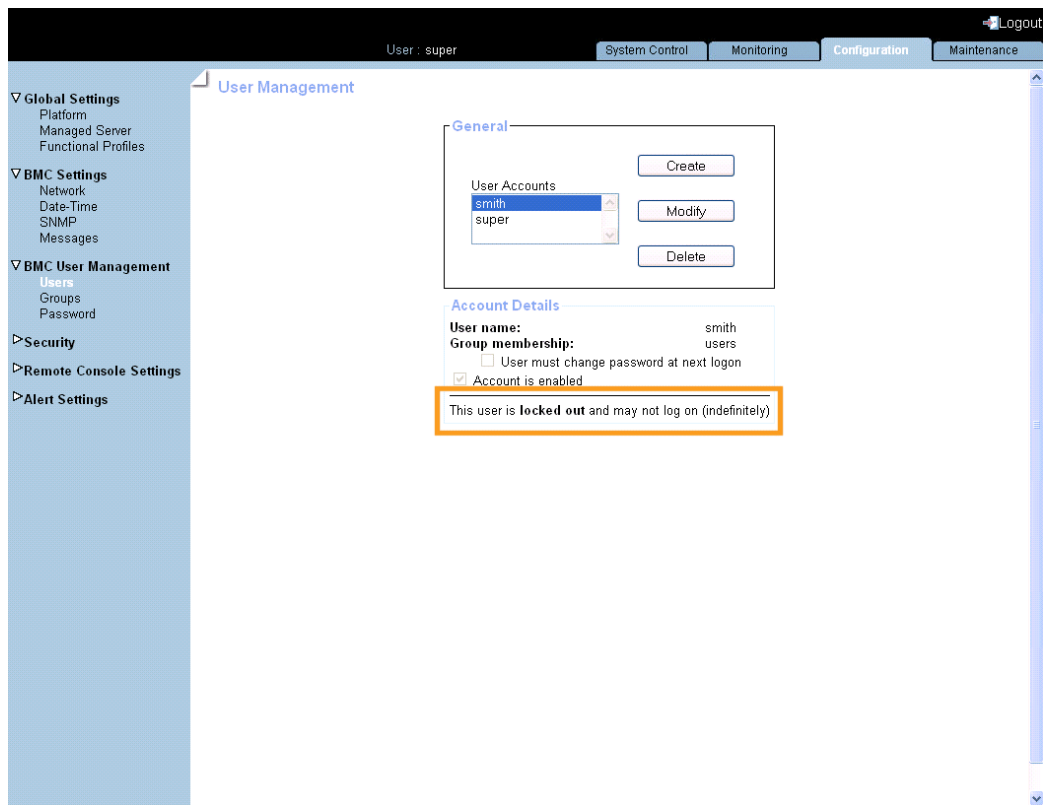 Logout
User : super
System Control
Monitoring
Configuration
Maintenance
Global Settings
Platform
Managed Server
Functional Profiles
BMC Settings
Network
Date-Time
SNMP
Messages
BMC User Management
Users
Groups
Password
Security
Remote Console Settings
Alert Settings
User Management
General
User Accounts
smith
super
Create
Modify
Delete
Account Details
User name: smith
Group membership: users
User must change password at next logon
Account is enabled
This user is locked out and may not log on (indefinitely)